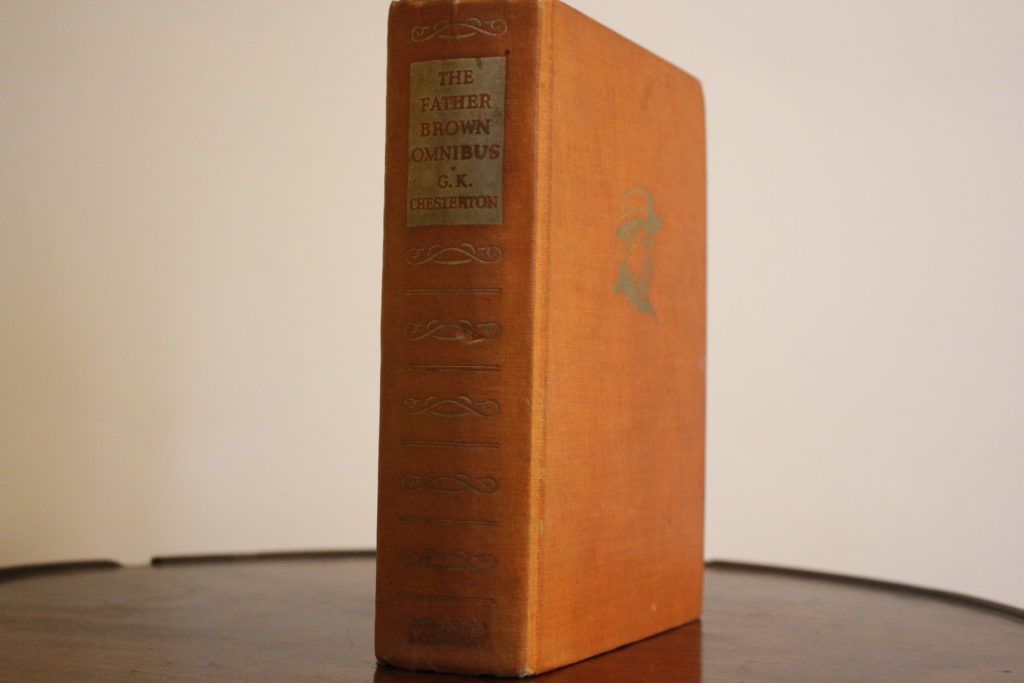 THE
FATHER
BROWN
OMNIBUS
G. K.
CHESTERTON